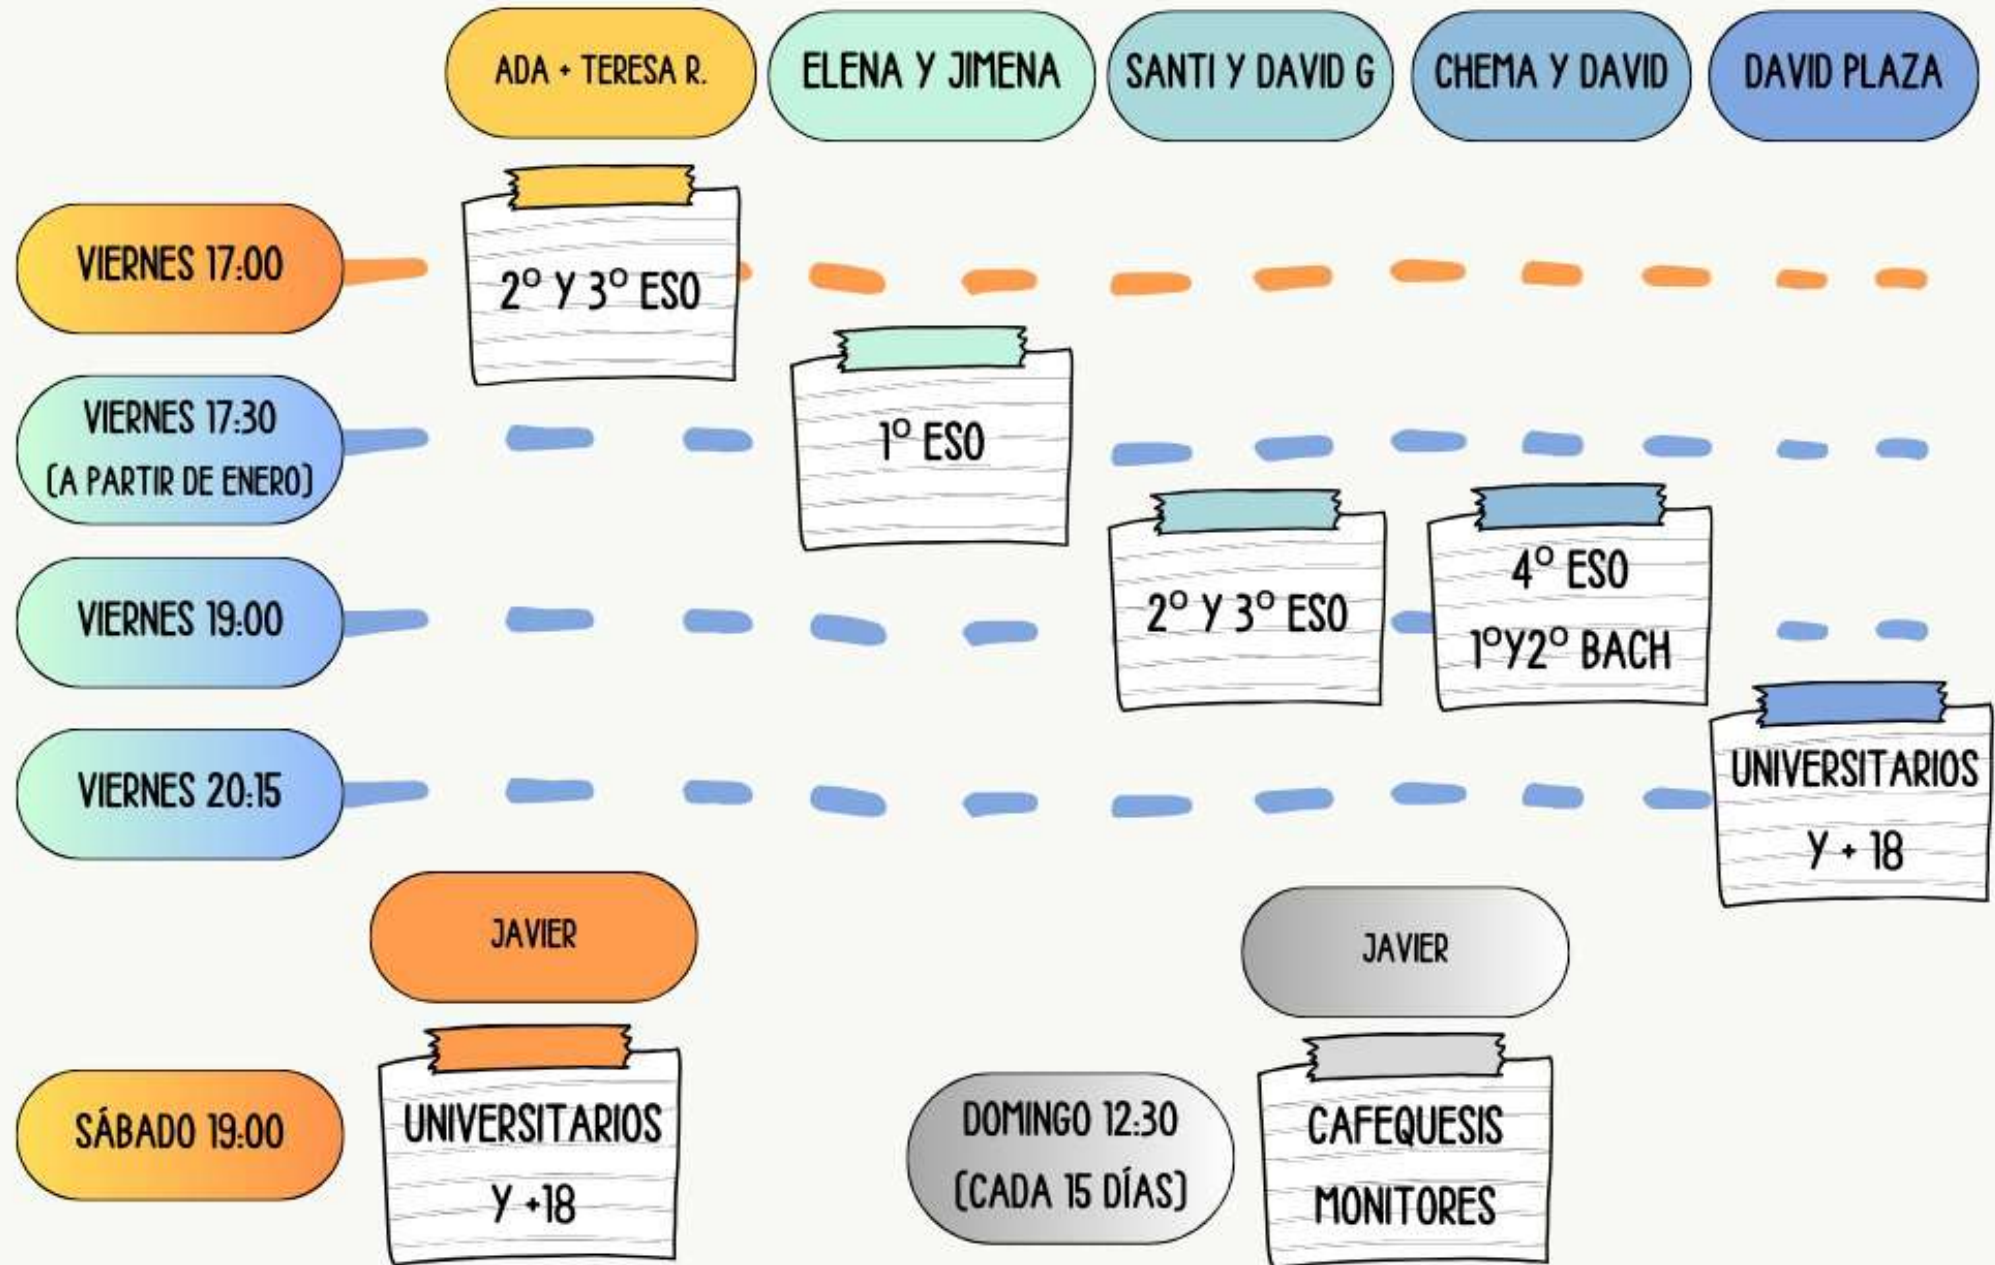 ADA + TERESA R.
ELENA Y JIMENA
SANTI Y DAVID G
CHEMA Y DAVID
DAVID PLAZA
VIERNES 17:00
2º Y 3º ESO
VIERNES 17:30
(A PARTIR DE ENERO)
1º ESO
VIERNES 19:00
2º Y 3º ESO
4º ESO
1ºY2º BACH
VIERNES 20:15
UNIVERSITARIOS
Y + 18
JAVIER
SÁBADO 19:00
UNIVERSITARIOS
Y +18
JAVIER
DOMINGO 12:30
(CADA 15 DÍAS)
CAFEQUESIS
MONITORES